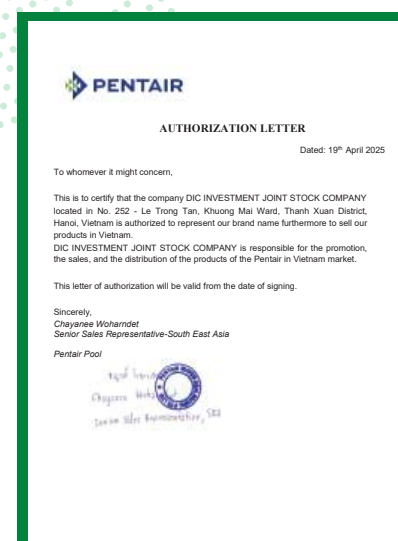 PENTAIR
AUTHORIZATION LETTER
Dated: 19th April 2025
To whomever it might concern,
This is to certify that the company DIC INVESTMENT JOINT STOCK COMPANY
located in No. 252 - Le Trong Tan, Khuong Mai Ward, Thanh Xuan District,
Hanoi, Vietnam is authorized to represent our brand name furthermore to sell our
products in Vietnam.
DIC INVESTMENT JOINT STOCK COMPANY is responsible for the promotion,
the sales, and the distribution of the products of the Pentair in Vietnam market.
This letter of authorization will be valid from the date of signing.
Sincerely,
Chayanee Woharndet
Senior Sales Representative-South East Asia
Pentair Pool
Chayanee
Senior Sales Representative, SEA